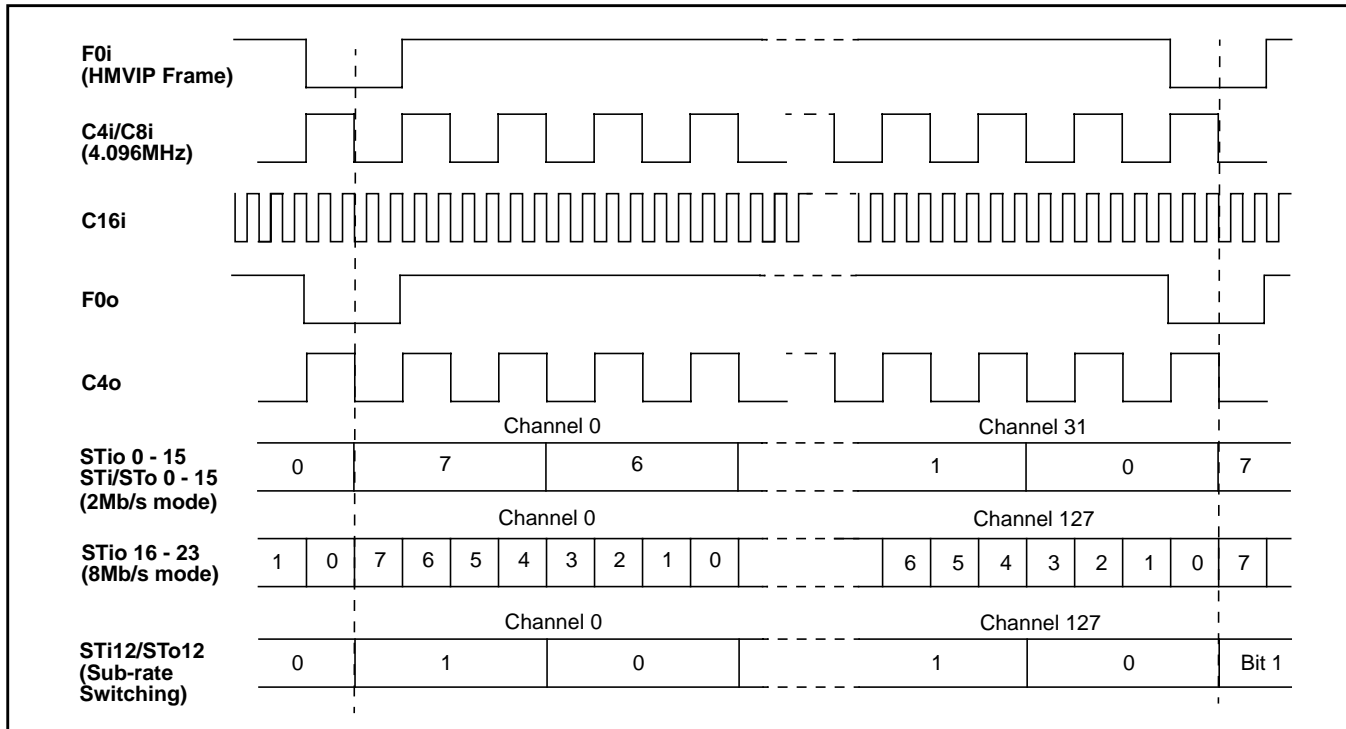 F0i
(HMVIP Frame)
C4i/C8i
(4.096MHz)
C16i
F0o
C4o
Channel 0 Channel 31
STio 0 - 15
STi/STo 0 - 15
(2Mb/s mode)
0 7 6 1 0 7
Channel 0 Channel 127
STio 16 - 23
(8Mb/s mode)
1 0 7 6 5 4 3 2 1 0 6 5 4 3 2 1 0 7
Channel 0 Channel 127
STi12/STo12
(Sub-rate
Switching)
0 1 0 1 0 Bit 1